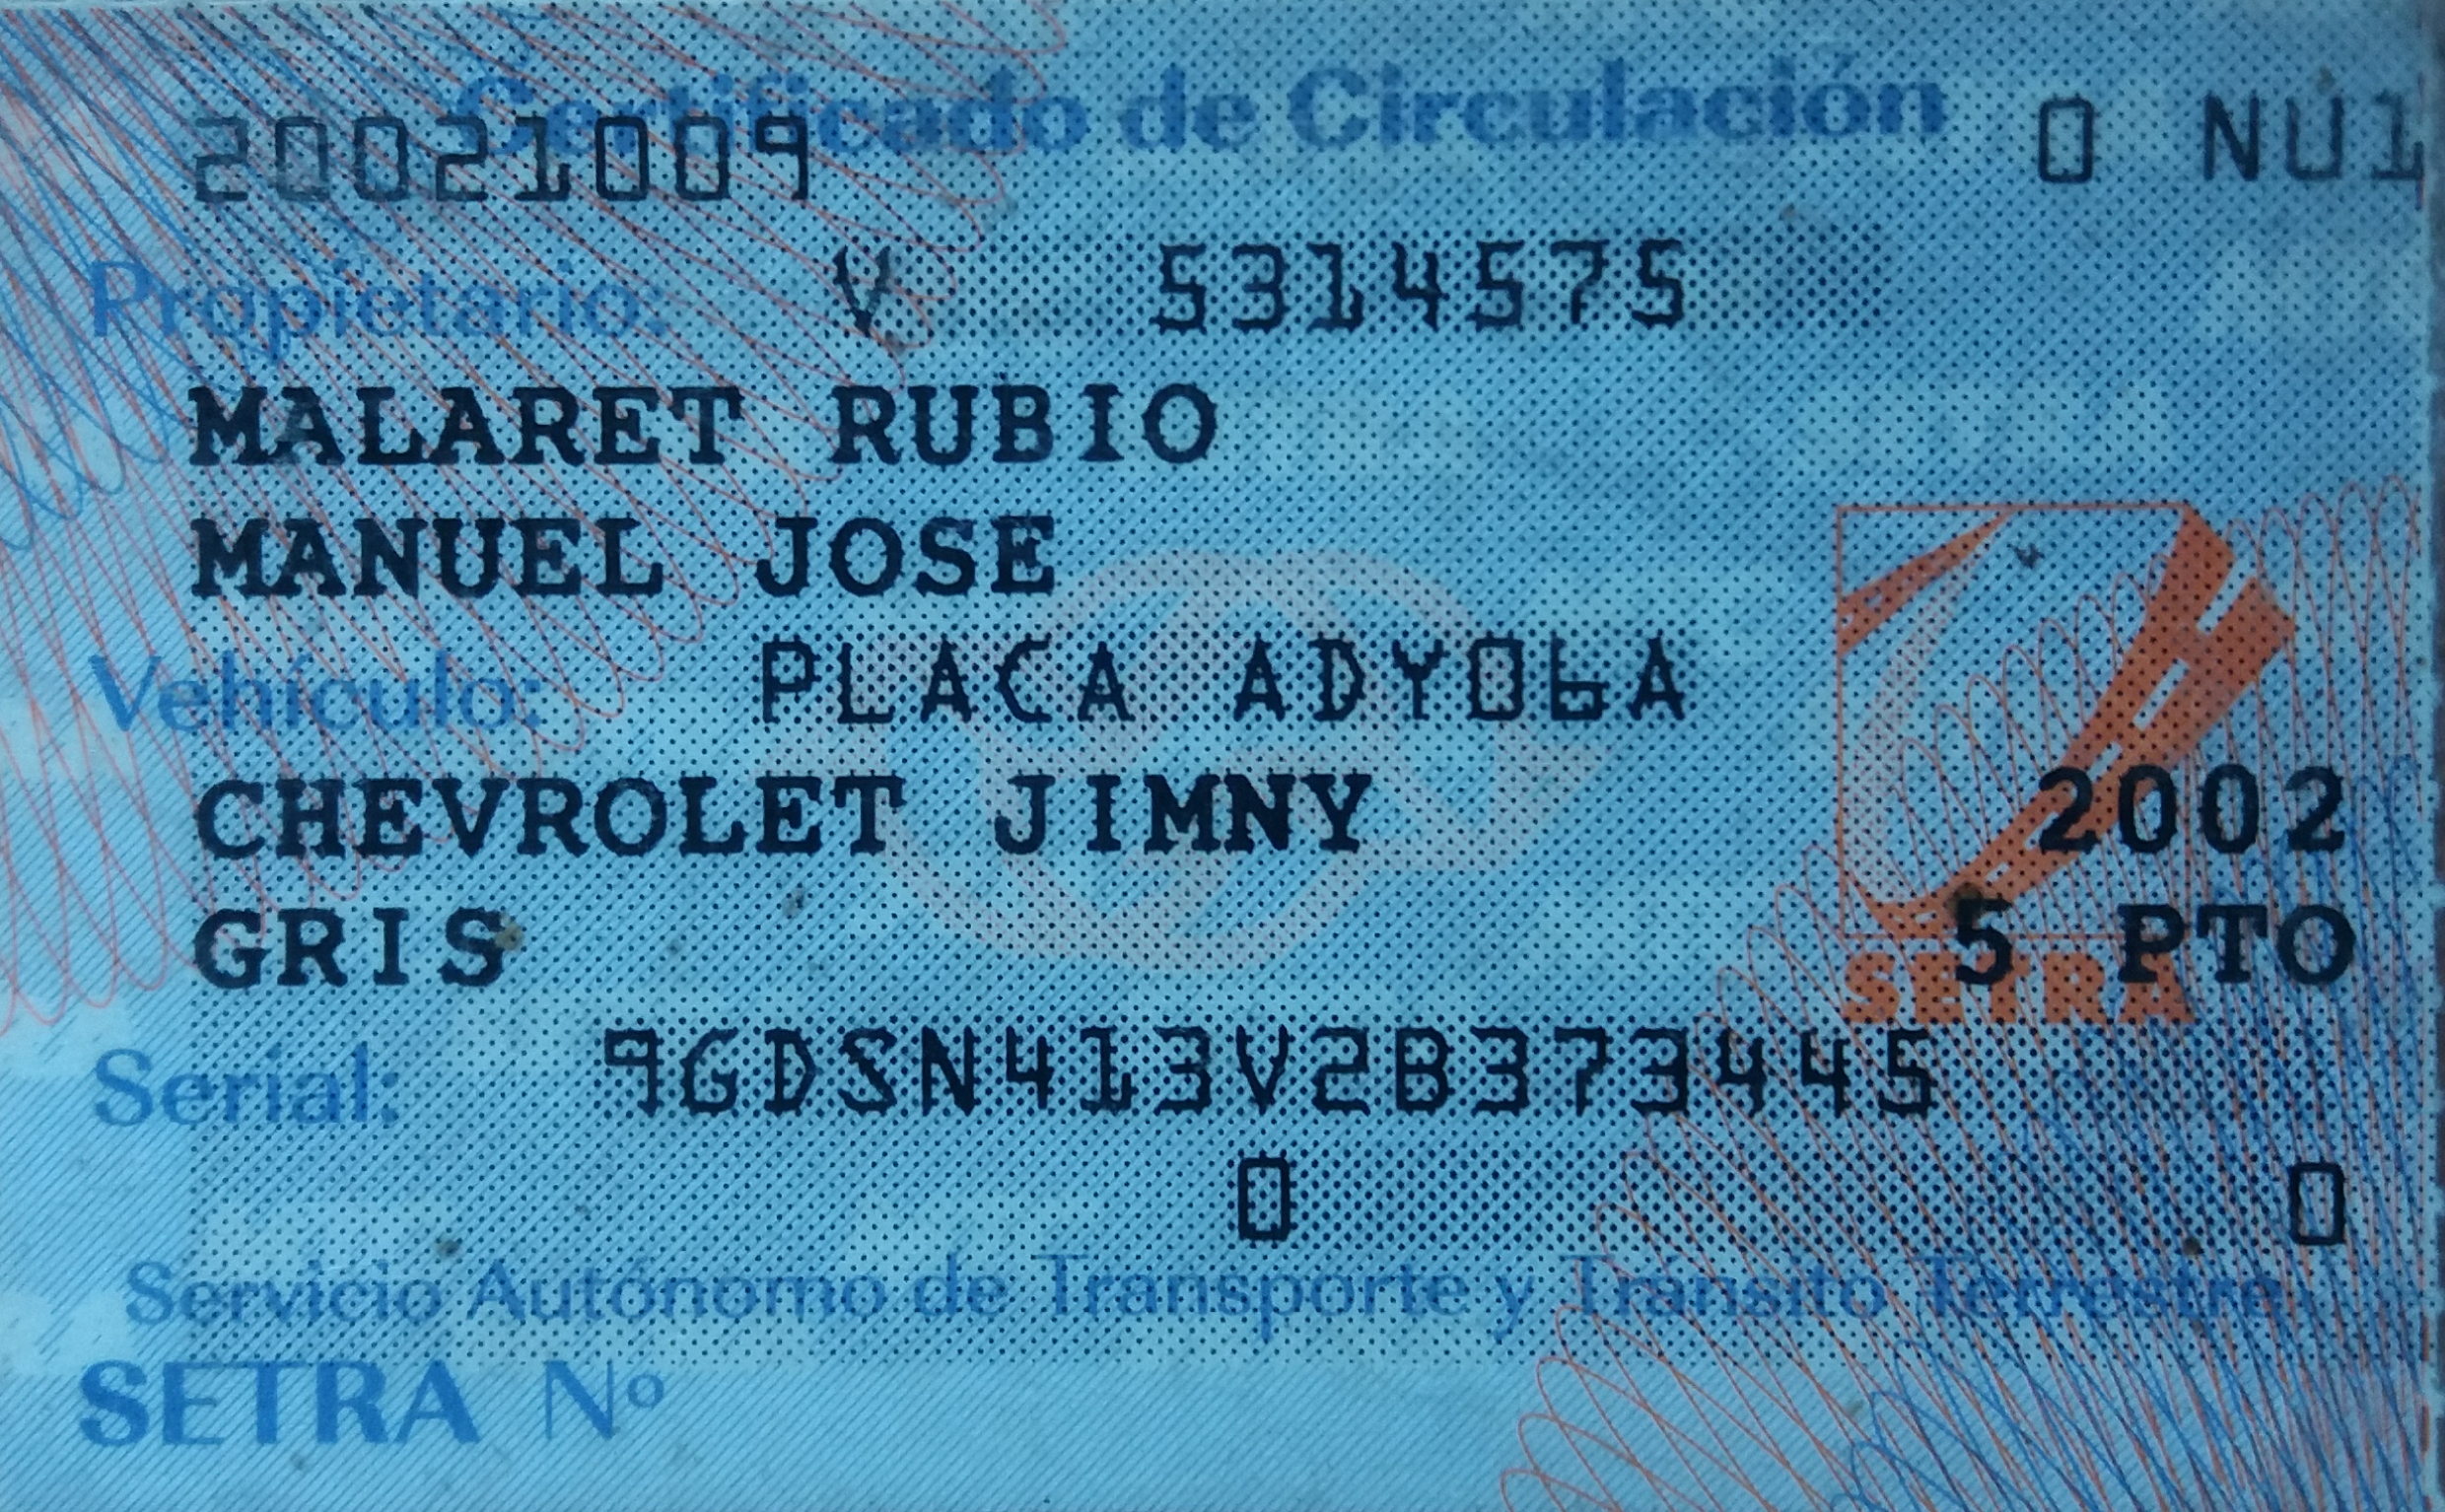 Certificado de Circulación
20021009 0 NU1
Propietario: V 5314575
MALARET RUBIO
MANUEL JOSE
Vehículo: PLACA ADY06A
CHEVROLET JIMNY 2002
GRIS 5 PTO
SETRA
Serial: 9GDSN413V2B373445
0 0
Servicio Autónomo de Transporte y Tránsito Terrestre
SETRA Nº